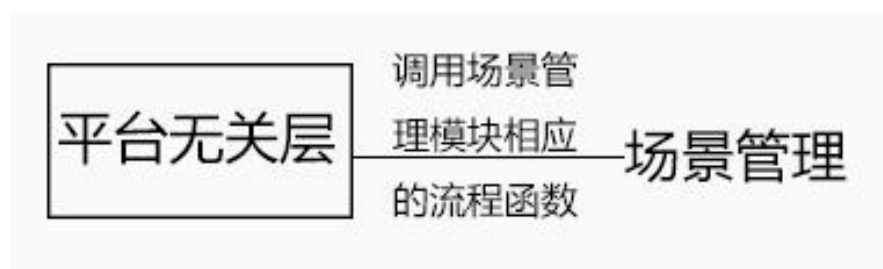 平台无关层
调用场景管
理模块相应
的流程函数
场景管理